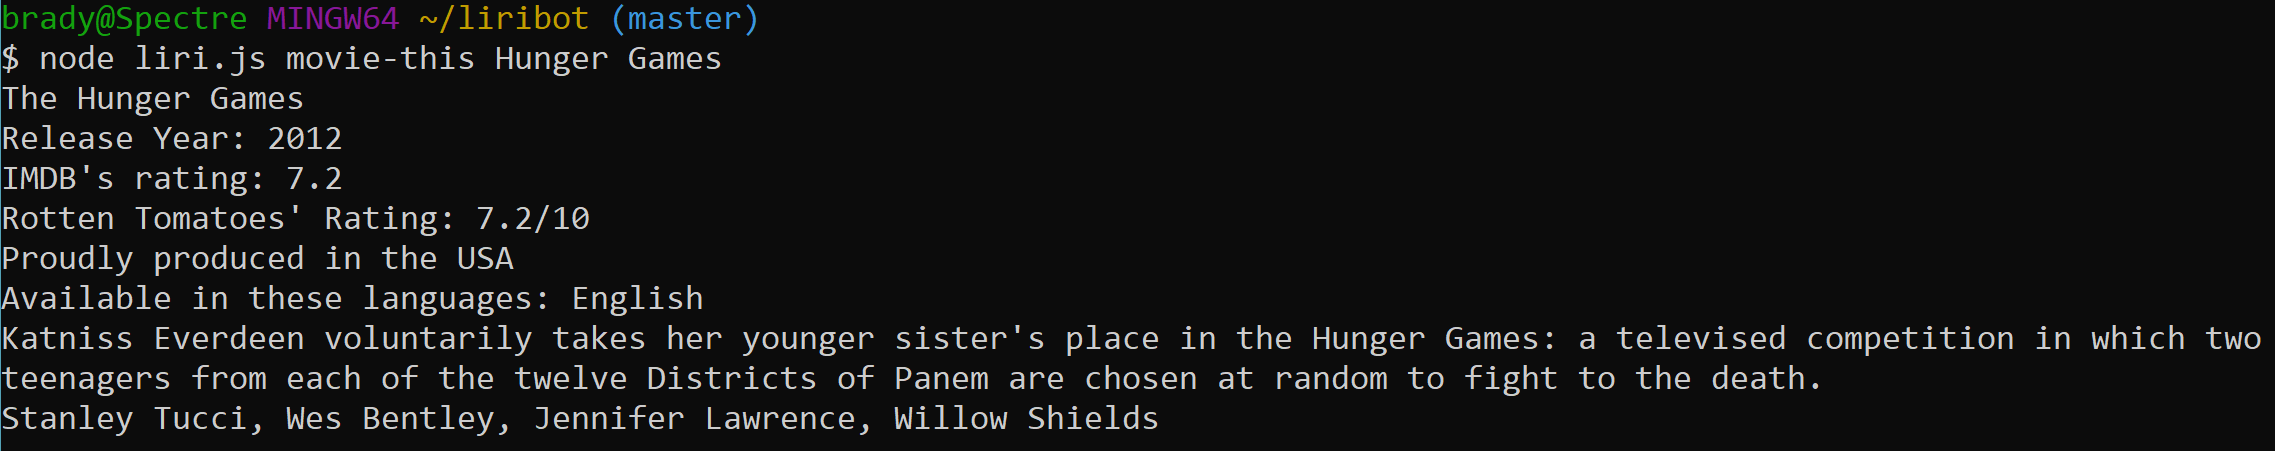 brady@Spectre MINGW64 ~/liribot (master)
$ node liri.js movie-this Hunger Games
The Hunger Games
Release Year: 2012
IMDB's rating: 7.2
Rotten Tomatoes' Rating: 7.2/10
Proudly produced in the USA
Available in these languages: English
Katniss Everdeen voluntarily takes her younger sister's place in the Hunger Games: a televised competition in which two
teenagers from each of the twelve Districts of Panem are chosen at random to fight to the death.
Stanley Tucci, Wes Bentley, Jennifer Lawrence, Willow Shields